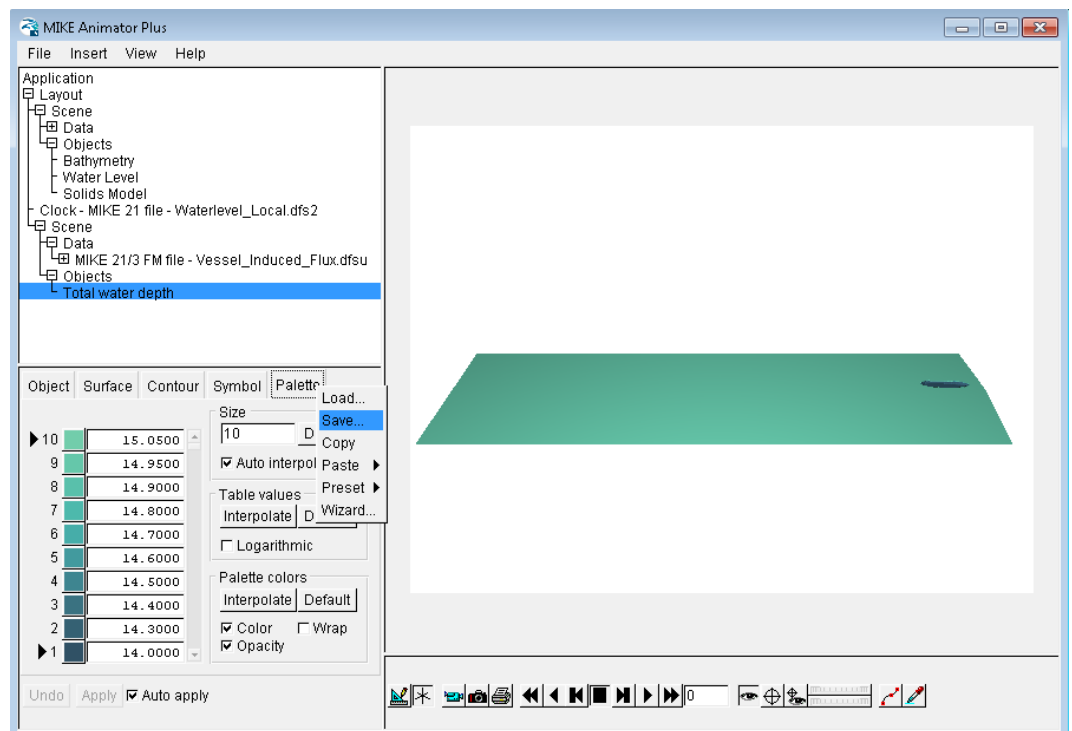 MIKE Animator Plus
File Insert View Help
Application
Layout
Scene
Data
Objects
Bathymetry
Water Level
Solids Model
Clock - MIKE 21 file - Waterlevel_Local.dfs2
Scene
Data
MIKE 21/3 FM file - Vessel_Induced_Flux.dfsu
Objects
Total water depth
Object Surface Contour Symbol Palette
Load...
Save...
Copy
Paste
Preset
Wizard...
Size
10 D
Auto interpol
Table values
Interpolate D
Logarithmic
Palette colors
Interpolate Default
Color Wrap
Opacity
10 15.0500
9 14.9500
8 14.9000
7 14.8000
6 14.7000
5 14.6000
4 14.5000
3 14.4000
2 14.3000
1 14.0000
Undo Apply Auto apply
0